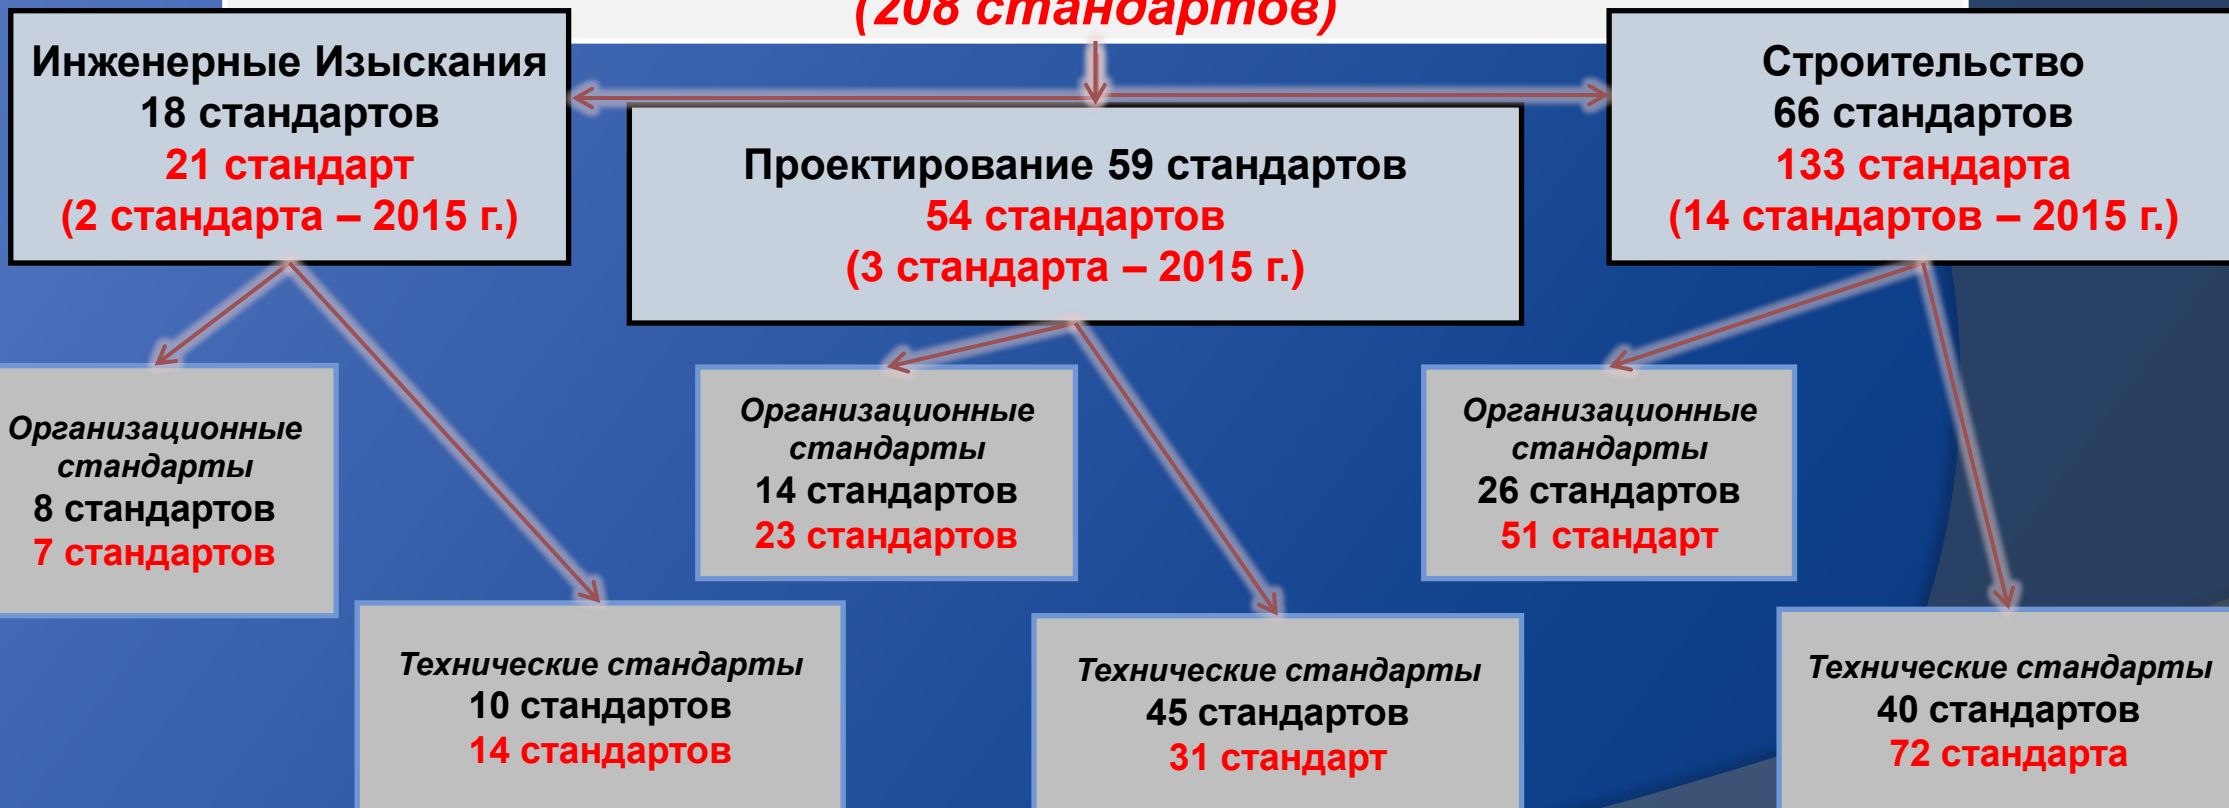 (208 стандартов)
Инженерные Изыскания
18 стандартов
21 стандарт
(2 стандарта – 2015 г.)
Проектирование 59 стандартов
54 стандартов
(3 стандарта – 2015 г.)
Строительство
66 стандартов
133 стандарта
(14 стандартов – 2015 г.)
Организационные
стандарты
8 стандартов
7 стандартов
Технические стандарты
10 стандартов
14 стандартов
Организационные
стандарты
14 стандартов
23 стандартов
Технические стандарты
45 стандартов
31 стандарт
Организационные
стандарты
26 стандартов
51 стандарт
Технические стандарты
40 стандартов
72 стандарта